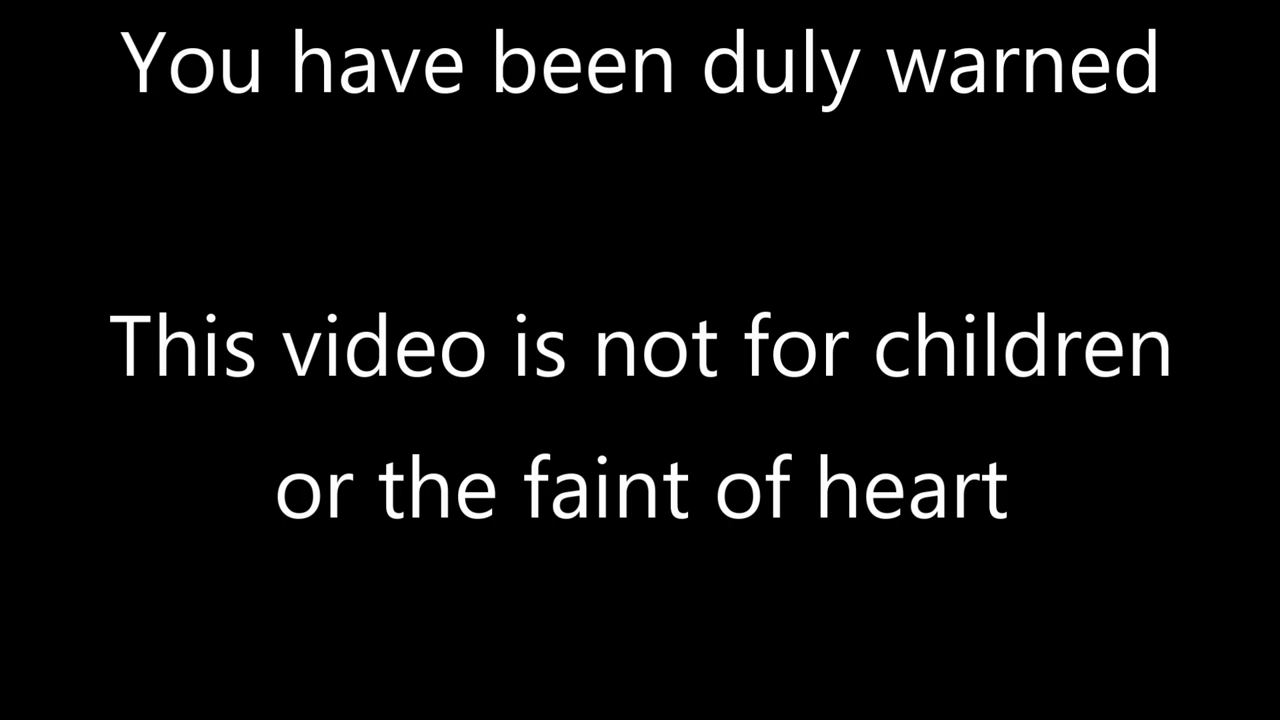 You have been duly warned
This video is not for children
or the faint of heart